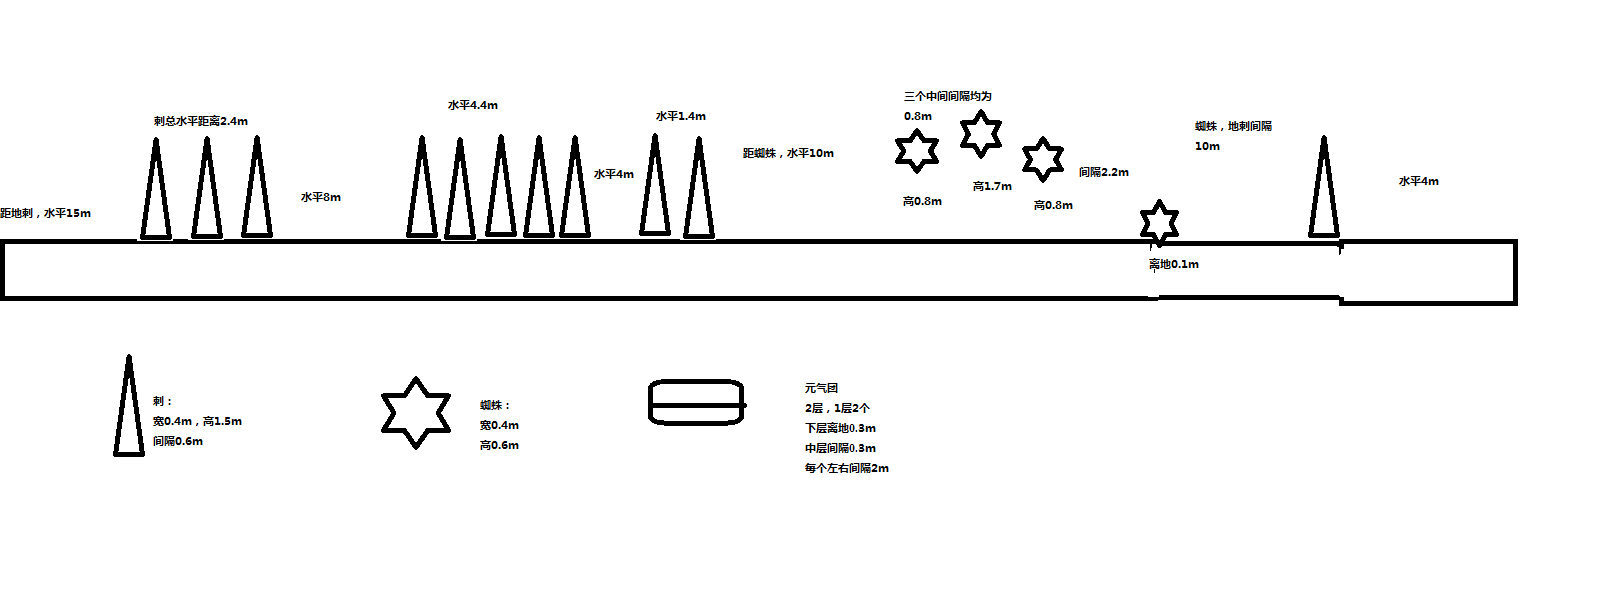 水平4.4m
三个中间间隔均为
0.8m
刺总水平距离2.4m
水平1.4m
蜘蛛，地刺间隔
10m
距蜘蛛，水平10m
水平4m
间隔2.2m
水平4m
高1.7m
水平8m
高0.8m
高0.8m
距地刺，水平15m
离地0.1m
刺：
宽0.4m，高1.5m
间隔0.6m
蜘蛛：
宽0.4m
高0.6m
元气团
2层，1层2个
下层离地0.3m
中层间隔0.3m
每个左右间隔2m